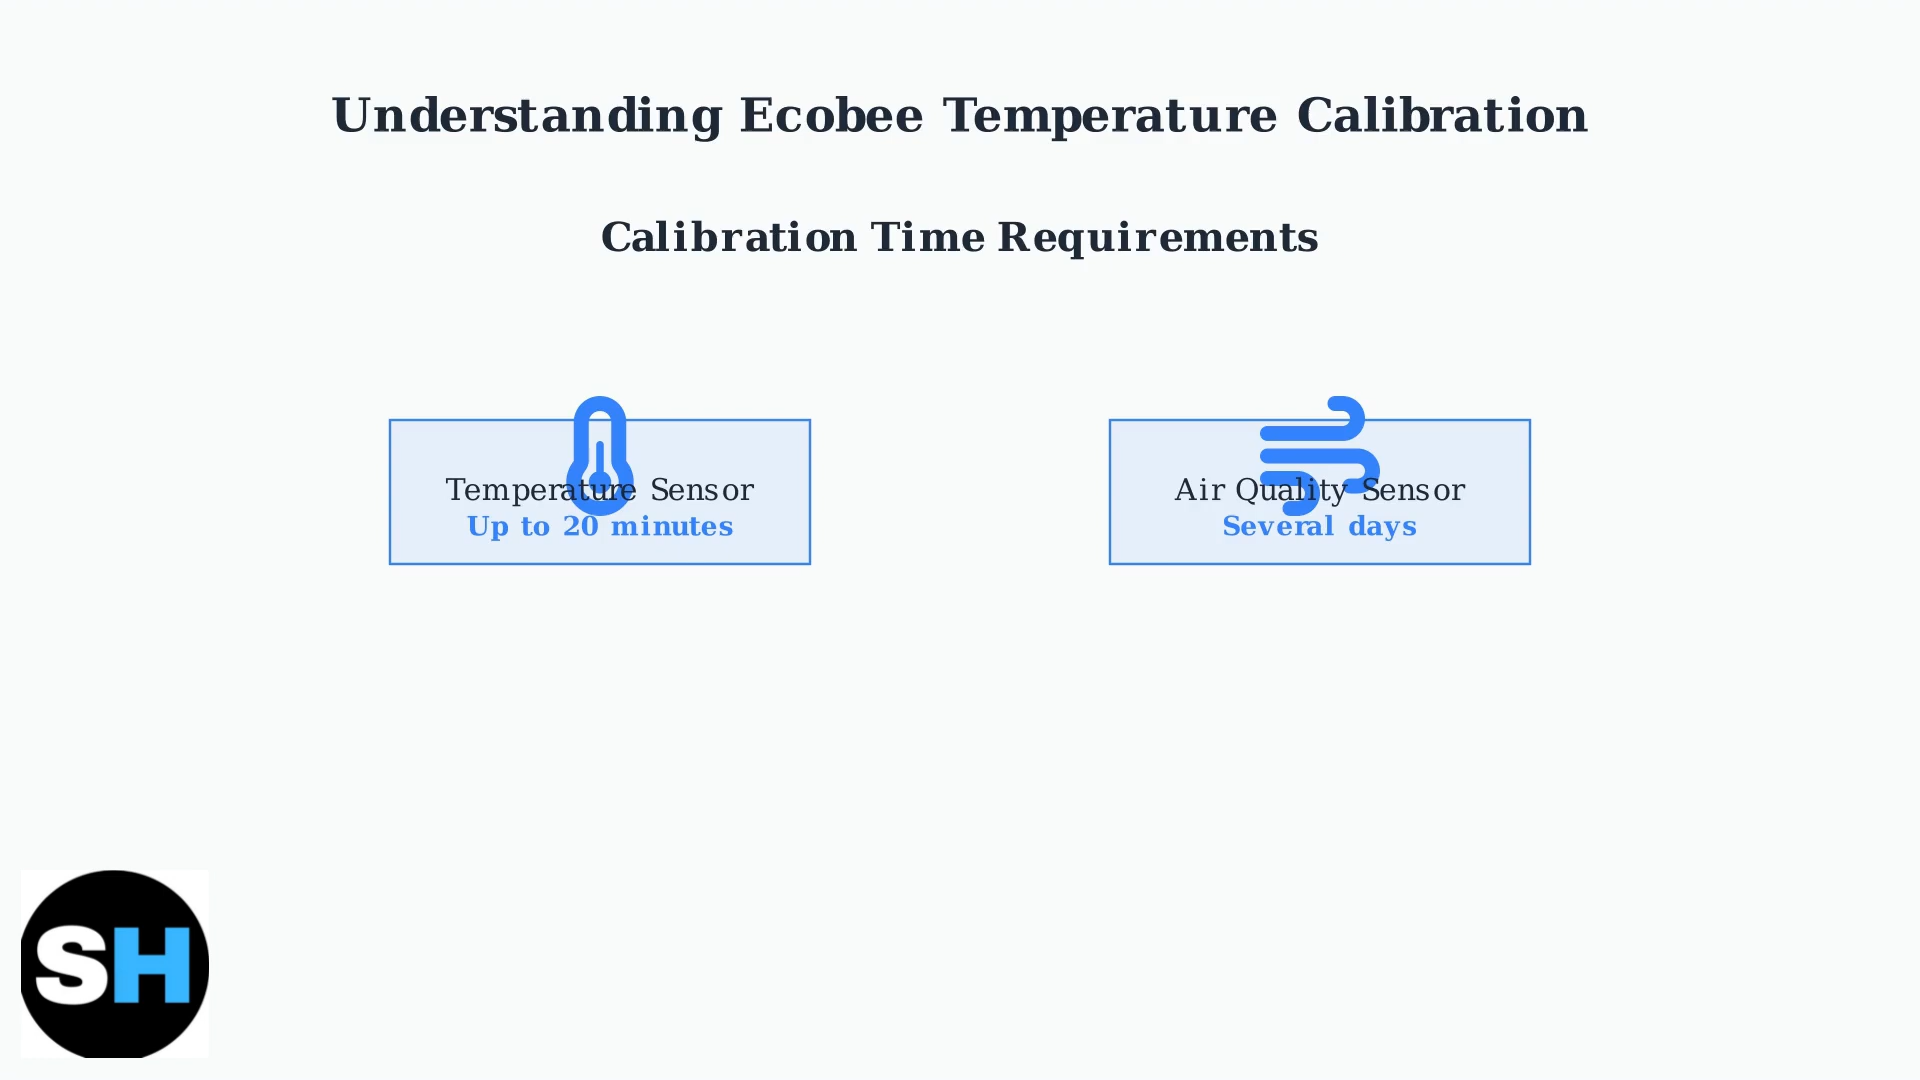 Understanding Ecobee Temperature Calibration
Calibration Time Requirements
Temperature Sensor
Up to 20 minutes
Air Quality Sensor
Several days
SH